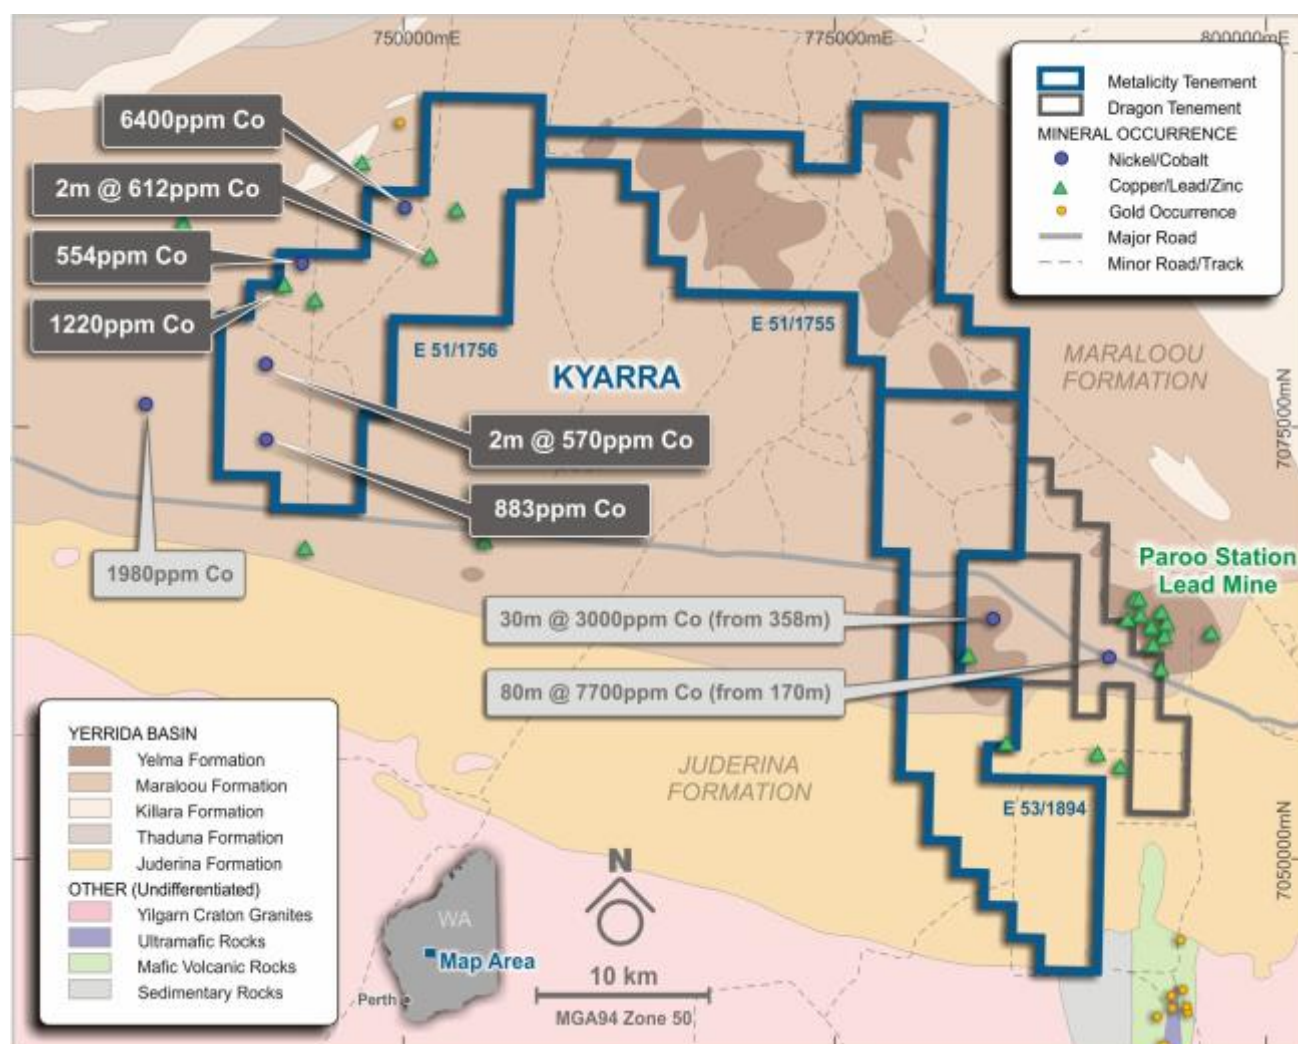 750000mE
775000mE
800000mE
Metalicity Tenement
Dragon Tenement
MINERAL OCCURRENCE
Nickel/Cobalt
Copper/Lead/Zinc
Gold Occurrence
Major Road
Minor Road/Track
6400ppm Co
2m @ 612ppm Co
554ppm Co
1220ppm Co
E 51/1756
E 51/1755
KYARRA
MARALOOU
FORMATION
7075000mN
2m @ 570ppm Co
883ppm Co
1980ppm Co
Paroo Station
Lead Mine
30m @ 3000ppm Co (from 358m)
80m @ 7700ppm Co (from 170m)
JUDERINA
FORMATION
E 53/1894
7050000mN
YERRIDA BASIN
Yelma Formation
Maraloou Formation
Killara Formation
Thaduna Formation
Juderina Formation
OTHER (Undifferentiated)
Yilgarn Craton Granites
Ultramafic Rocks
Mafic Volcanic Rocks
Sedimentary Rocks
WA
Map Area
Perth
N
10 km
MGA94 Zone 50